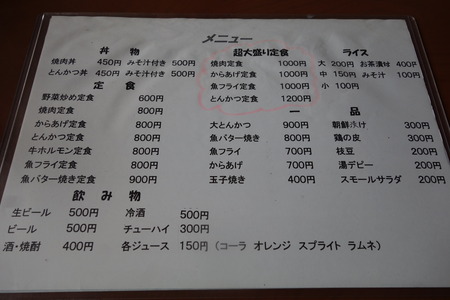 メニュー
丼 物
焼肉丼 450円 みそ汁付き 500円
とんかつ丼 450円 みそ汁付き 500円
定 食
野菜炒め定食 600円
焼肉定食 800円
からあげ定食 800円
とんかつ定食 800円
牛ホルモン定食 800円
魚フライ定食 800円
魚バター焼き定食 900円
飲 み 物
生ビール 500円 冷酒 500円
ビール 500円 チューハイ 300円
酒・焼酎 400円 各ジュース 150円 (コーラ オレンジ スプライト ラムネ)
超大盛り定食
焼肉定食 1000円
からあげ定食 1000円
魚フライ定食 1000円
とんかつ定食 1200円
ライス
大 200円 お茶漬付 400円
中 150円 みそ汁 100円
小 100円
一 品
大とんかつ 900円 朝鮮漬け 300円
魚バター焼き 800円 鶏の皮 300円
魚フライ 700円 枝豆 200円
からあげ 700円 湯デビー 200円
玉子焼き 400円 スモールサラダ 200円